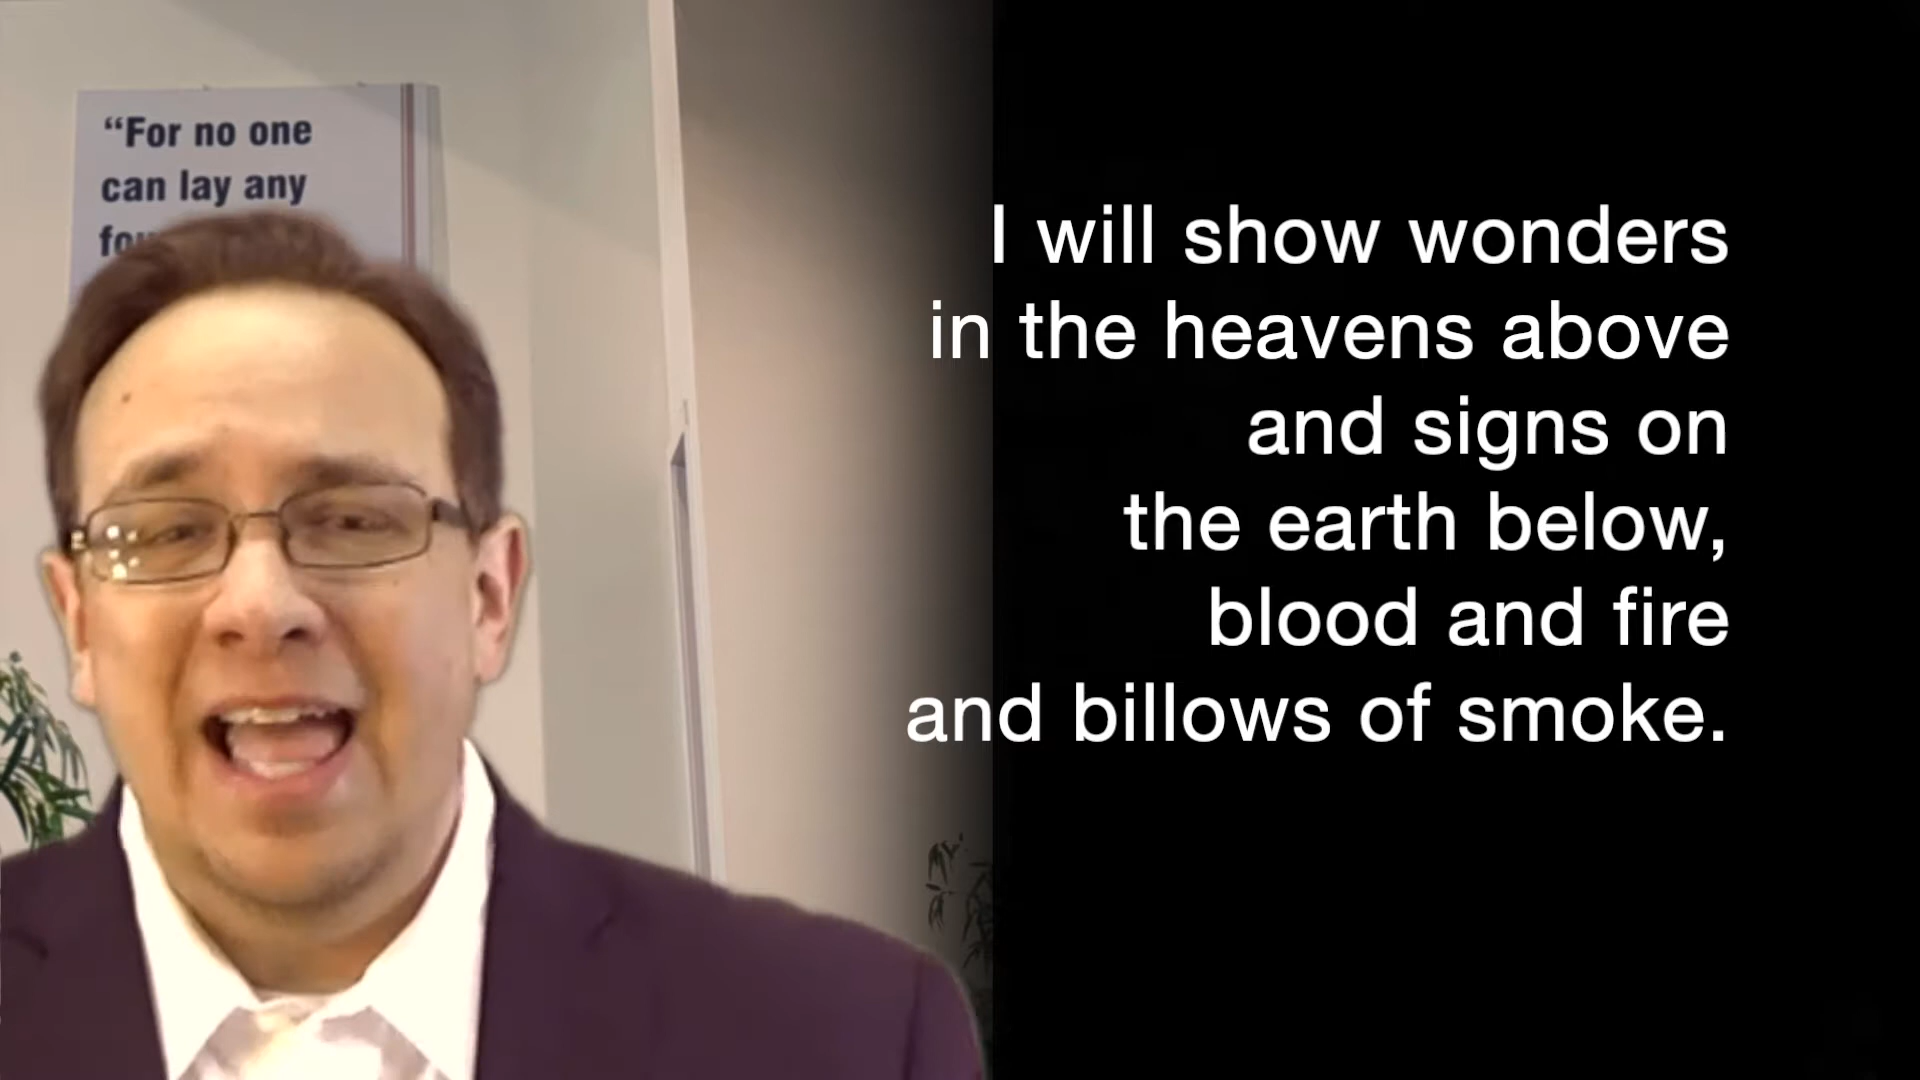 “For no one
can lay any
I will show wonders
in the heavens above
and signs on
the earth below,
blood and fire
and billows of smoke.